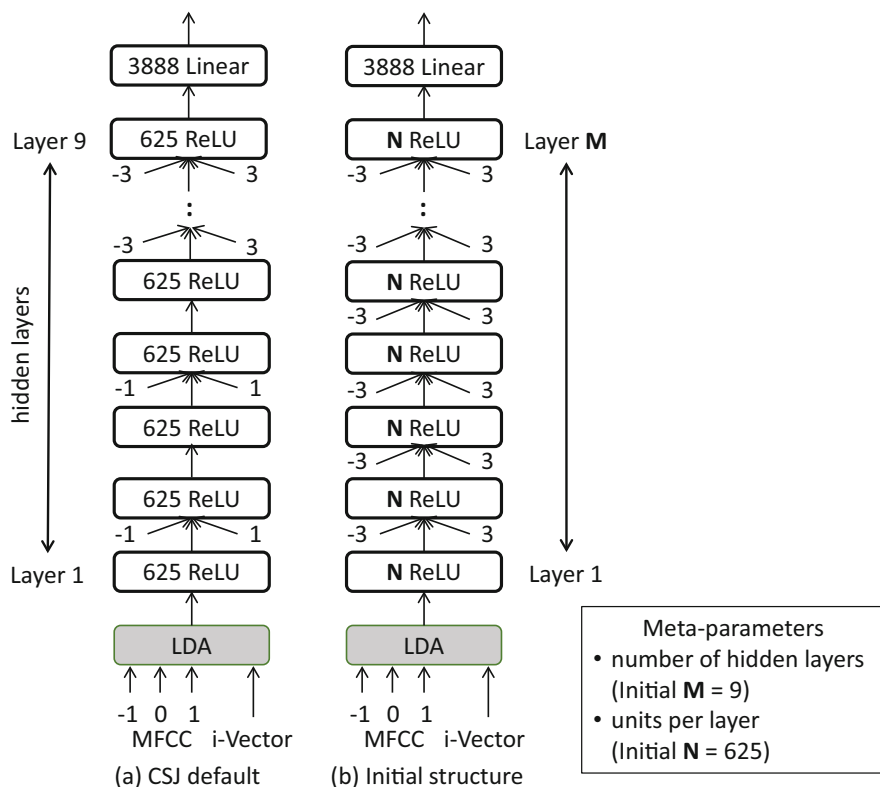 3888 Linear
Layer 9
625 ReLU
-3 3
:
-3 3
625 ReLU
625 ReLU
-1 1
625 ReLU
625 ReLU
-1 1
Layer 1
625 ReLU
hidden layers
LDA
-1 0 1
MFCC i-Vector
(a) CSJ default
3888 Linear
N ReLU
Layer M
-3 3
:
-3 3
N ReLU
-3 3
N ReLU
-3 3
N ReLU
-3 3
N ReLU
-3 3
N ReLU
Layer 1
LDA
-1 0 1
MFCC i-Vector
(b) Initial structure
Meta-parameters
• number of hidden layers
(Initial M = 9)
• units per layer
(Initial N = 625)